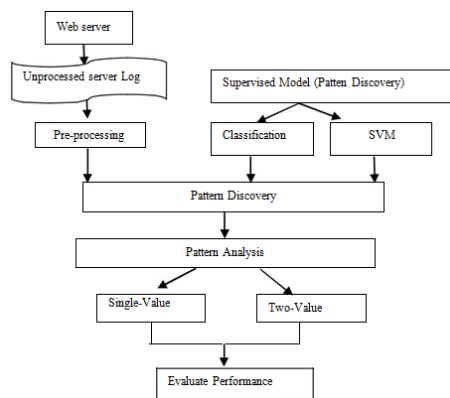 Web server
Unprocessed server Log
Supervised Model (Patten Discovery)
Pre-processing
Classification
SVM
Pattern Discovery
Pattern Analysis
Single-Value
Two-Value
Evaluate Performance